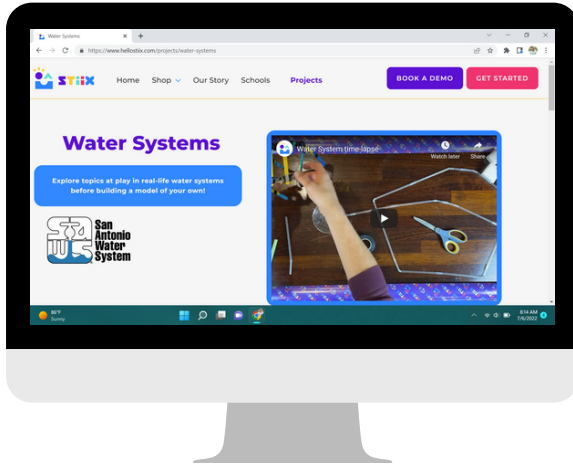 Water Systems
https://www.hellostiix.com/projects/water-systems
STIIX
Home
Shop
Our Story
Schools
Projects
BOOK A DEMO
GET STARTED
Water Systems
Explore topics at play in real-life water systems
before building a model of your own!
San
Antonio
Water
System
Water System time-lapse
Watch later
Share
80°F
Sunny
8:14 AM
7/6/2022